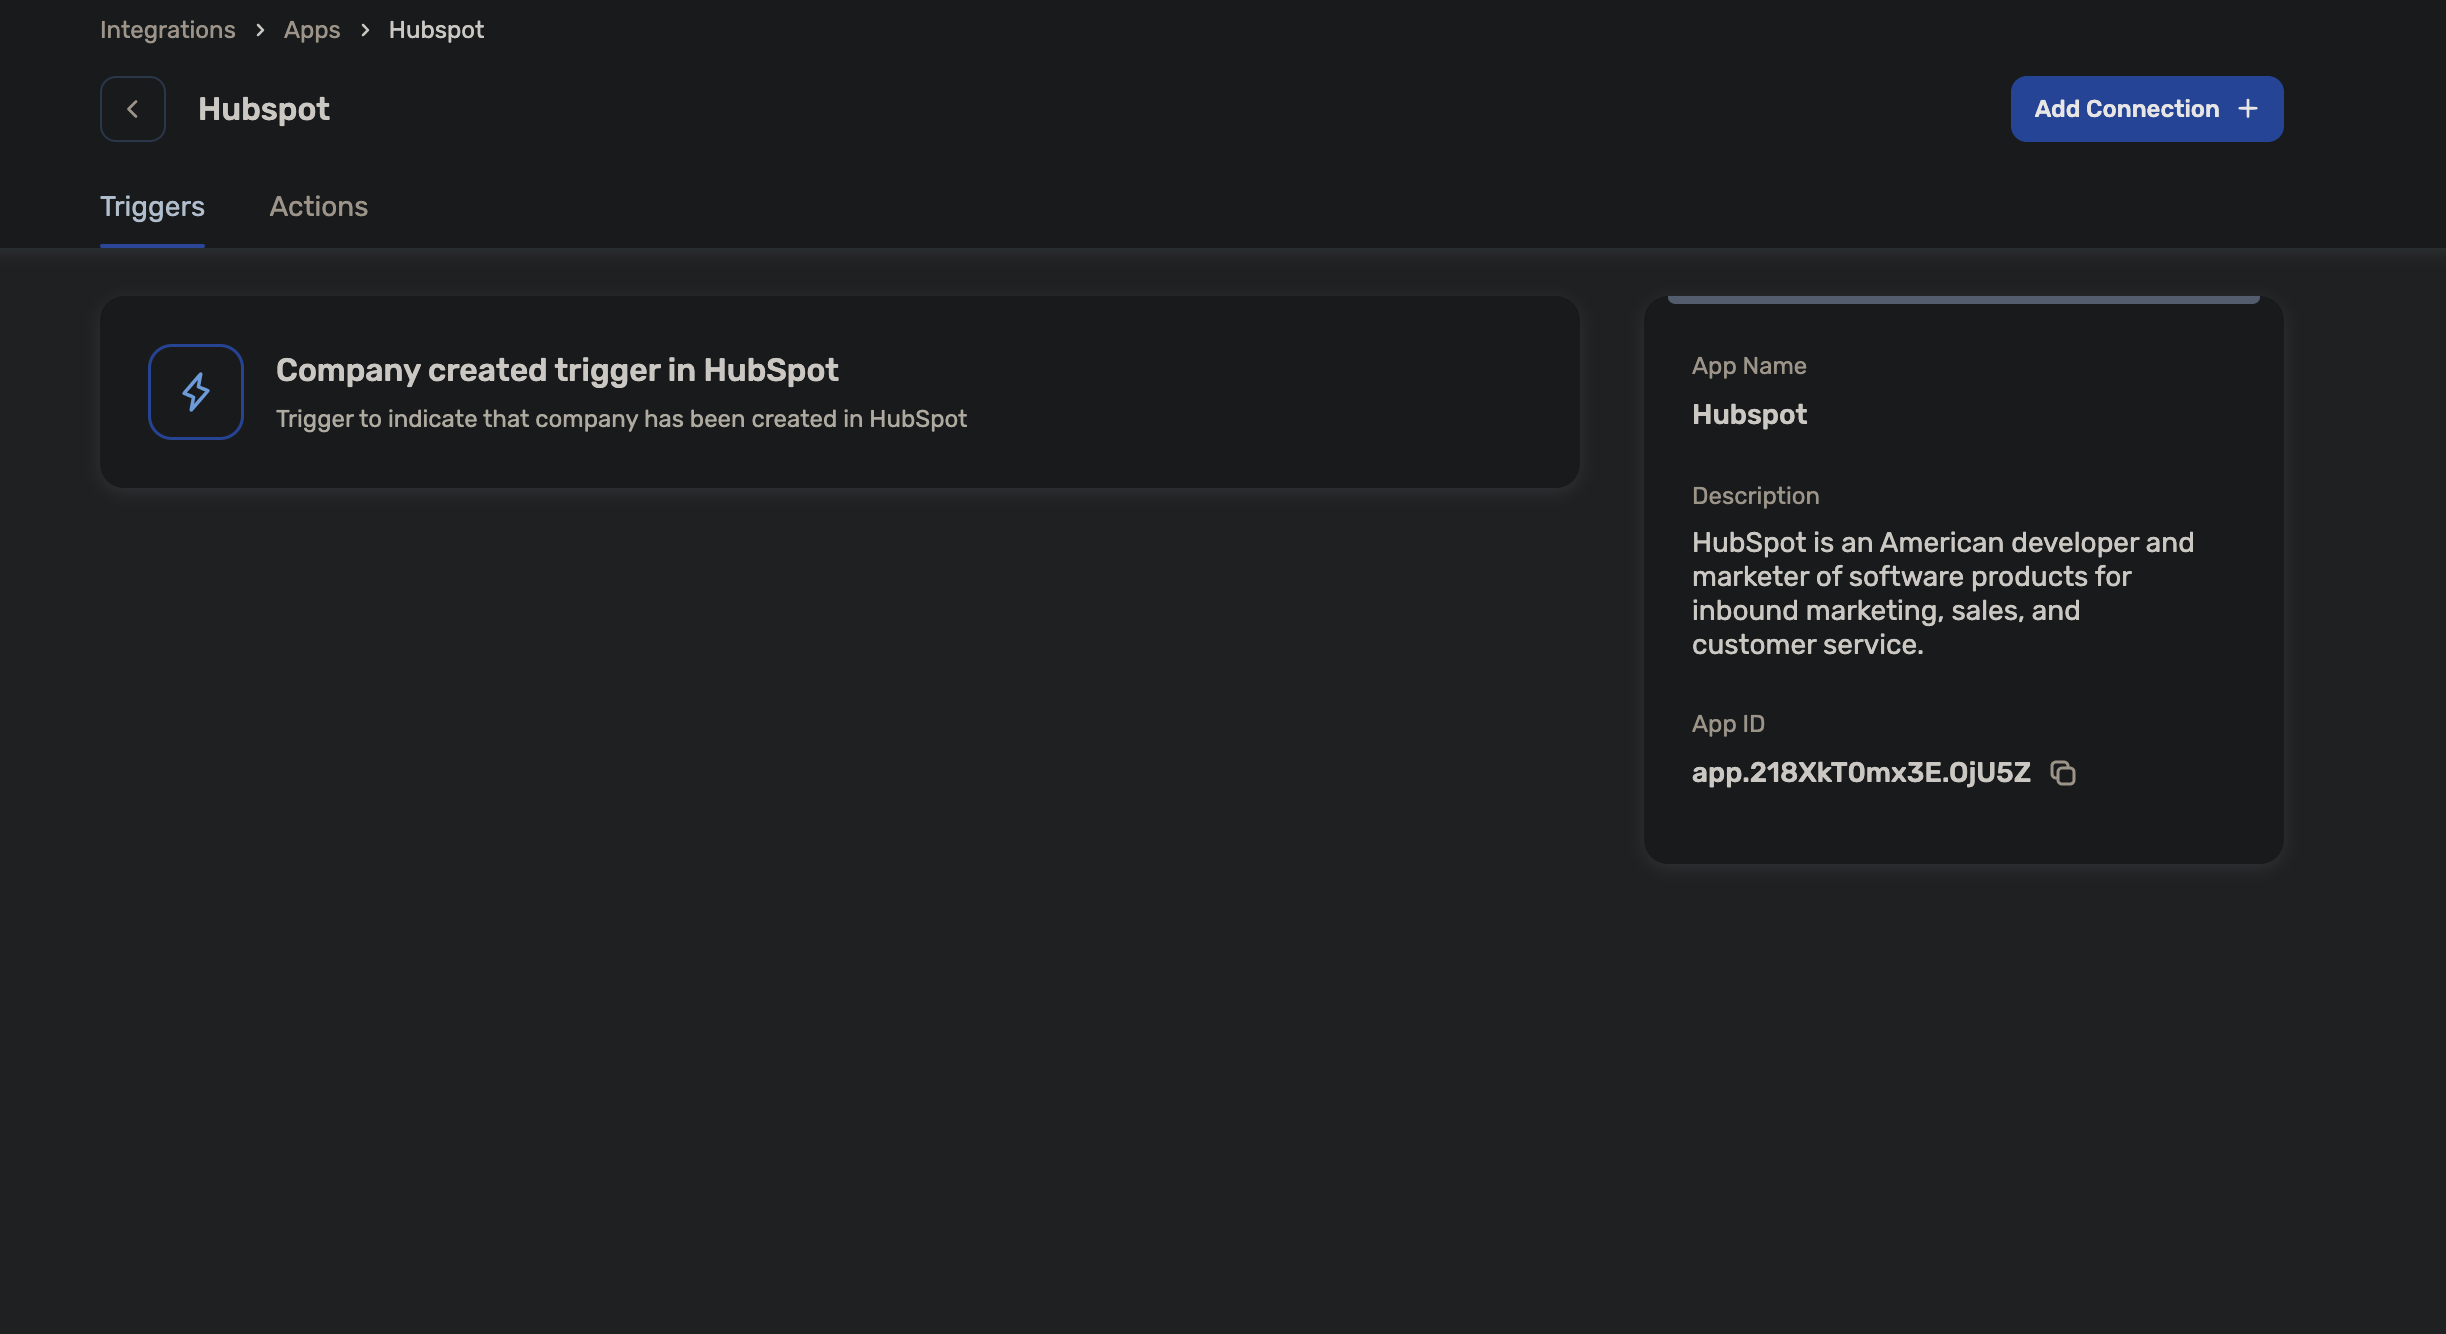 Integrations > Apps > Hubspot
Hubspot
Add Connection +
Triggers
Actions
Company created trigger in HubSpot
Trigger to indicate that company has been created in HubSpot
App Name
Hubspot
Description
HubSpot is an American developer and
marketer of software products for
inbound marketing, sales, and
customer service.
App ID
app.218XkT0mx3E.OjU5Z